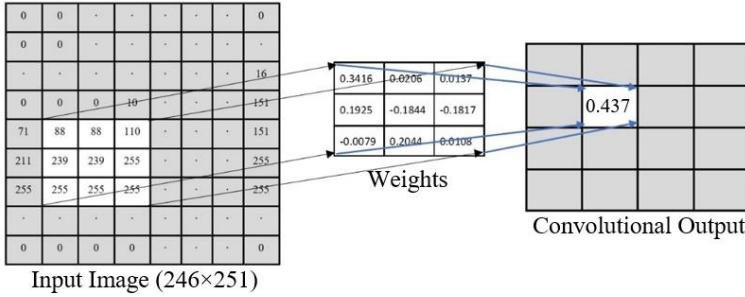 0 0 · · · · · 0
0 0 · · · · · ·
· · · · · · · 16
0 0 0 10 · · · 151
71 88 88 110 · · · 151
211 239 239 255 · · · 255
255 255 255 255 · · · 255
· · · · · · · ·
0 0 0 0 · · · 0
Input Image (246×251)
0.3416 0.0206 0.0137
0.1925 -0.1844 -0.1817
-0.0079 0.2044 0.0108
Weights
0.437
Convolutional Output